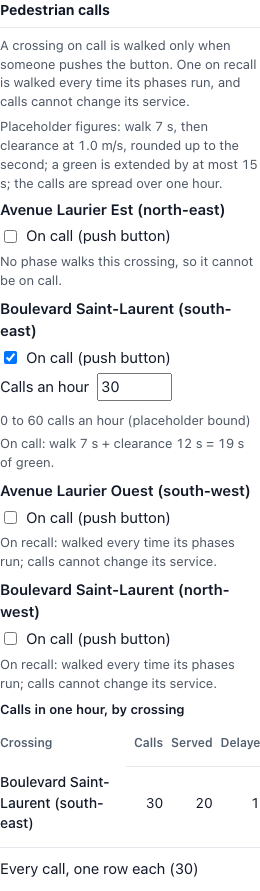 Pedestrian calls
A crossing on call is walked only when
someone pushes the button. One on recall
is walked every time its phases run, and
calls cannot change its service.
Placeholder figures: walk 7 s, then
clearance at 1.0 m/s, rounded up to the
second; a green is extended by at most 15
s; the calls are spread over one hour.
Avenue Laurier Est (north-east)
On call (push button)
No phase walks this crossing, so it cannot
be on call.
Boulevard Saint-Laurent (south-
east)
On call (push button)
Calls an hour 30
0 to 60 calls an hour (placeholder bound)
On call: walk 7 s + clearance 12 s = 19 s
of green.
Avenue Laurier Ouest (south-west)
On call (push button)
On recall: walked every time its phases
run; calls cannot change its service.
Boulevard Saint-Laurent (north-
west)
On call (push button)
On recall: walked every time its phases
run; calls cannot change its service.
Calls in one hour, by crossing
Crossing Calls Served Delaye
Boulevard Saint-
Laurent (south- 30 20 1
east)
Every call, one row each (30)